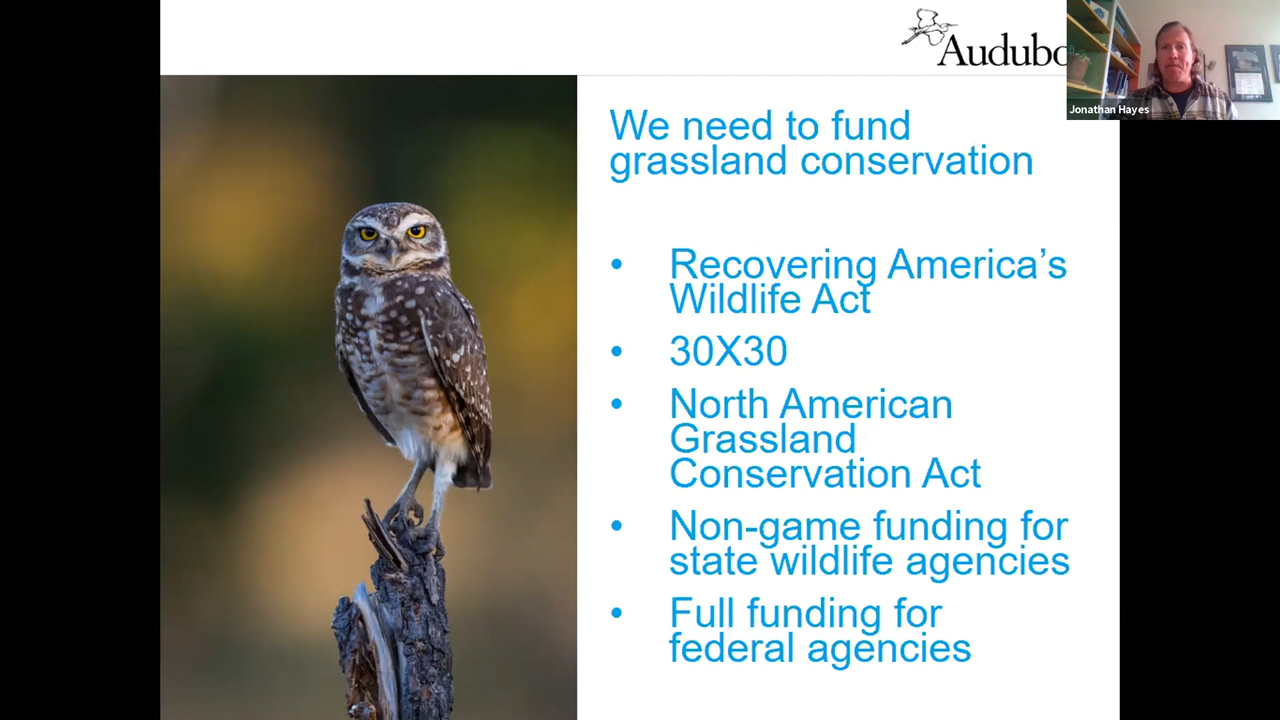 Audubo
Jonathan Hayes
We need to fund
grassland conservation
• Recovering America's
Wildlife Act
• 30X30
• North American
Grassland
Conservation Act
• Non-game funding for
state wildlife agencies
• Full funding for
federal agencies